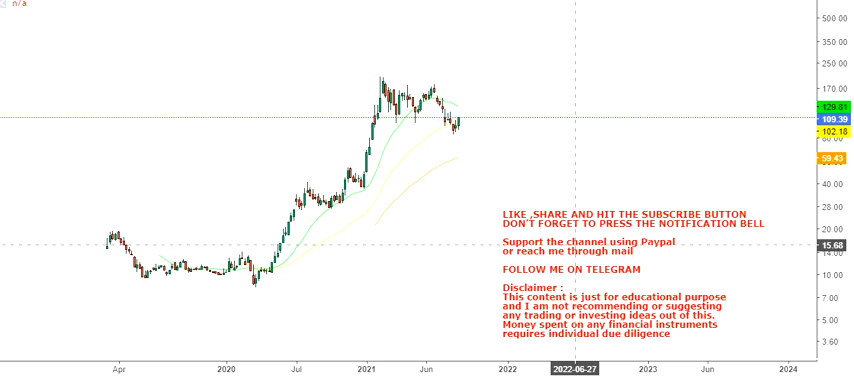 n/a
500.00
350.00
250.00
170.00
129.81
109.39
102.18
80.00
59.43
40.00
28.00
20.00
15.68
14.00
10.00
7.00
5.00
3.60
LIKE ,SHARE AND HIT THE SUBSCRIBE BUTTON
DON'T FORGET TO PRESS THE NOTIFICATION BELL
Support the channel using Paypal
or reach me through mail
FOLLOW ME ON TELEGRAM
Disclaimer :
This content is just for educational purpose
and I am not recommending or suggesting
any trading or investing ideas out of this.
Money spent on any financial instruments
requires individual due diligence
Apr 2020 Jul 2021 Jun 2022 2022-06-27 2023 Jun 2024